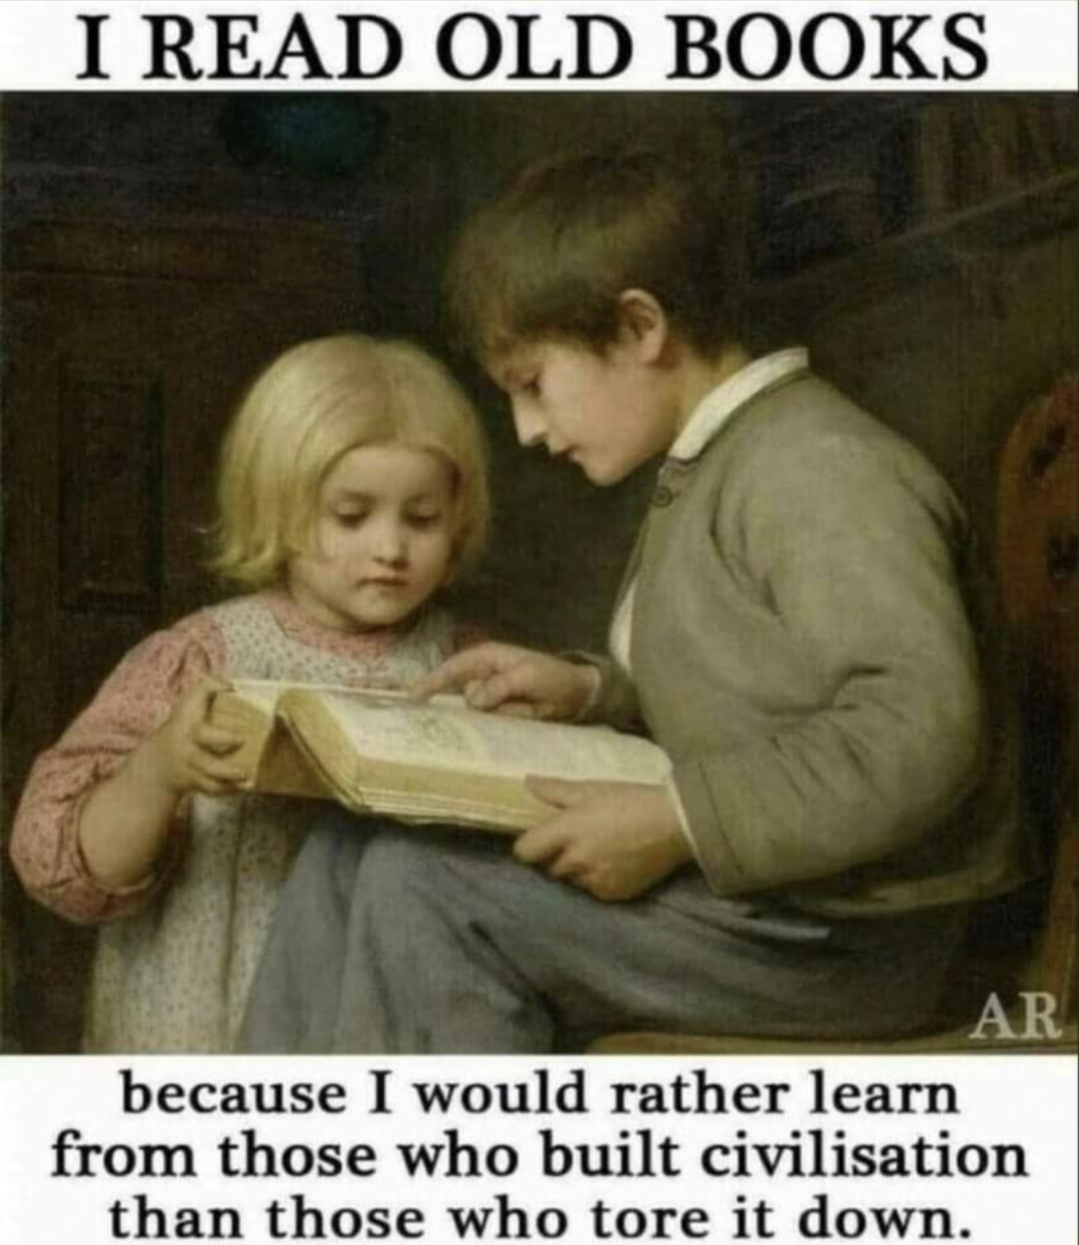 I READ OLD BOOKS
AR
because I would rather learn
from those who built civilisation
than those who tore it down.